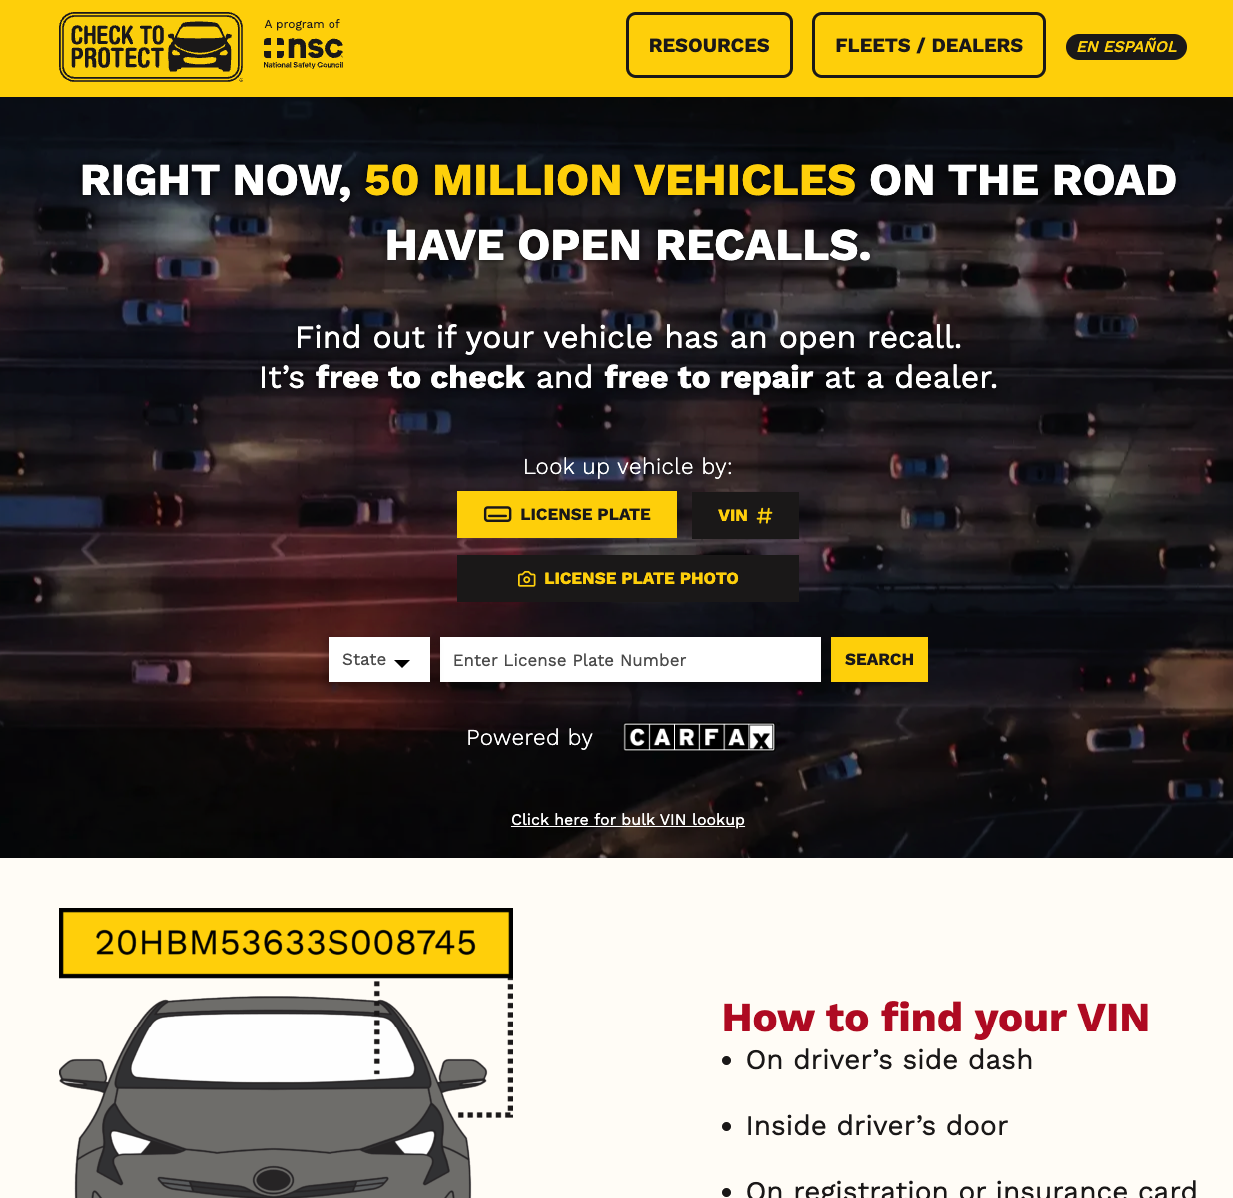 CHECK TO
PROTECT
A program of
nsc
National Safety Council
RESOURCES
FLEETS / DEALERS
EN ESPAÑOL
RIGHT NOW, 50 MILLION VEHICLES ON THE ROAD
HAVE OPEN RECALLS.
Find out if your vehicle has an open recall.
It’s free to check and free to repair at a dealer.
Look up vehicle by:
LICENSE PLATE
VIN #
LICENSE PLATE PHOTO
State
Enter License Plate Number
SEARCH
Powered by CARFAX
Click here for bulk VIN lookup
20HBM53633S008745
How to find your VIN
• On driver’s side dash
• Inside driver’s door
• On registration or insurance card